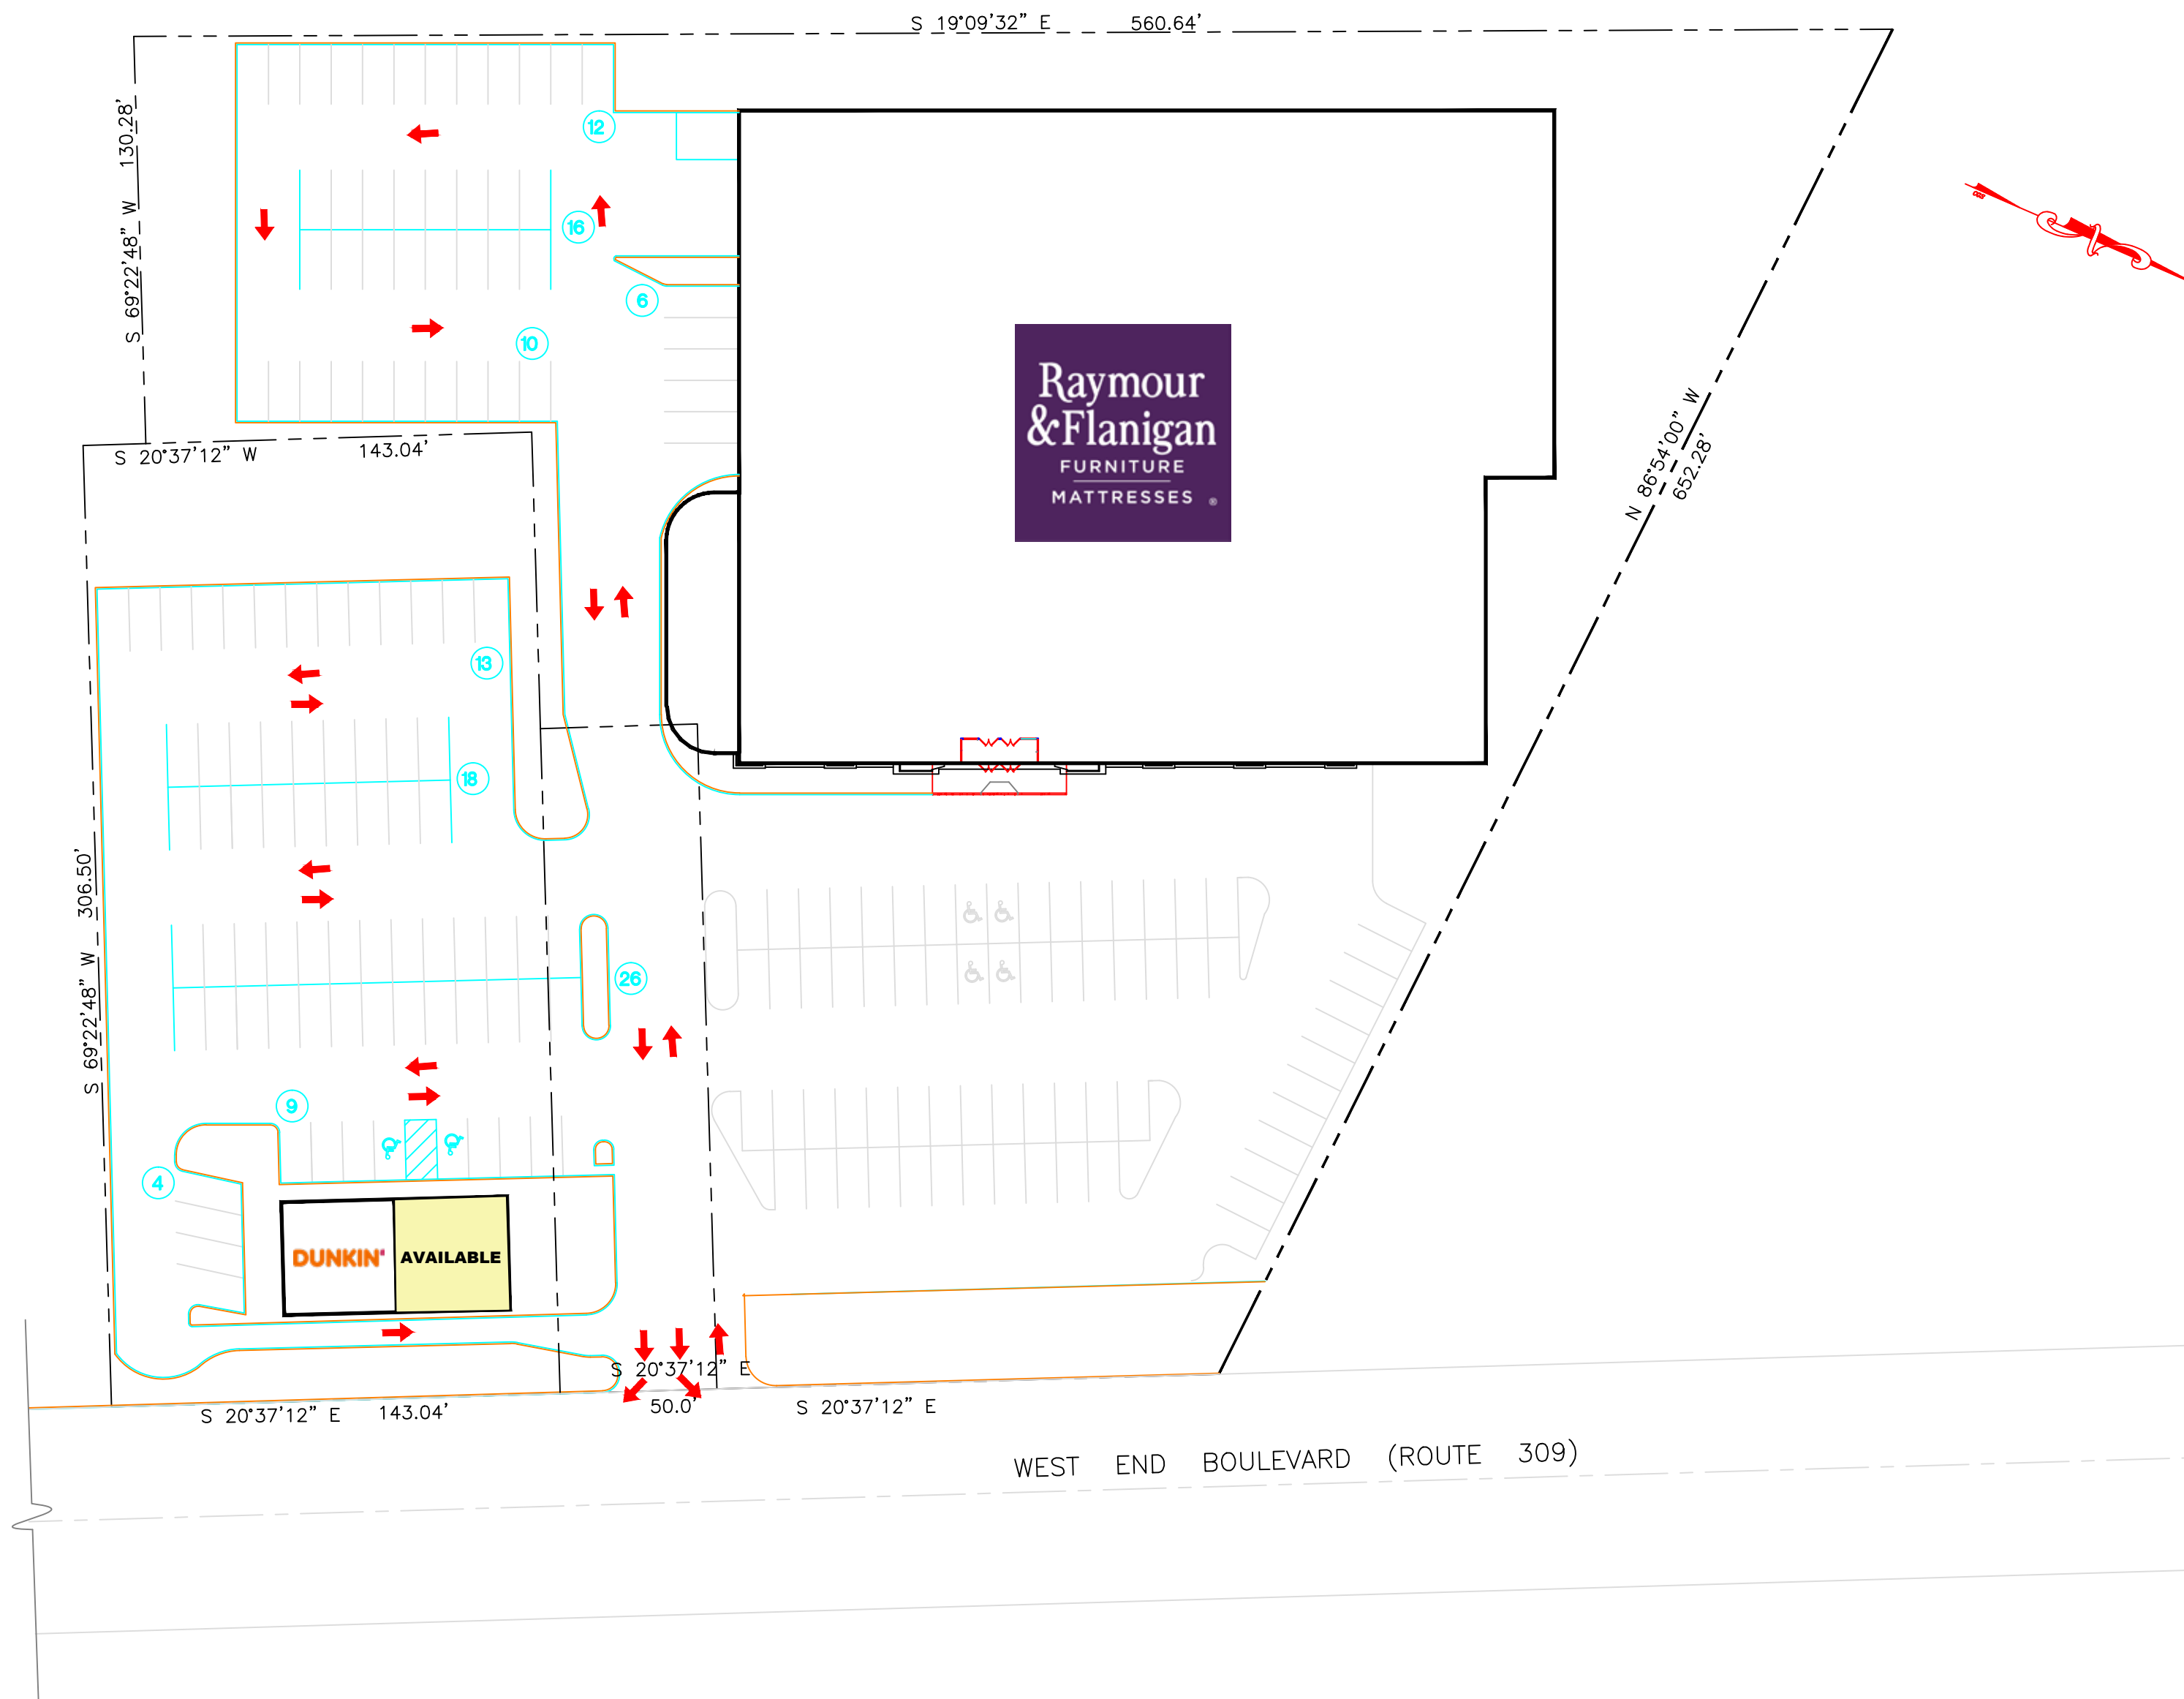 S 19°09'32" E 560.64'
S 69°22'48" W 130.28'
12
16
6
10
Raymour
&Flanigan
FURNITURE
MATTRESSES ®
N 86°54'00" W
652.28'
S 20°37'12" W 143.04'
13
18
S 69°22'48" W 306.50'
26
9
4
DUNKIN'
AVAILABLE
S 20°37'12" E
50.0'
S 20°37'12" E 143.04'
S 20°37'12" E
WEST END BOULEVARD (ROUTE 309)